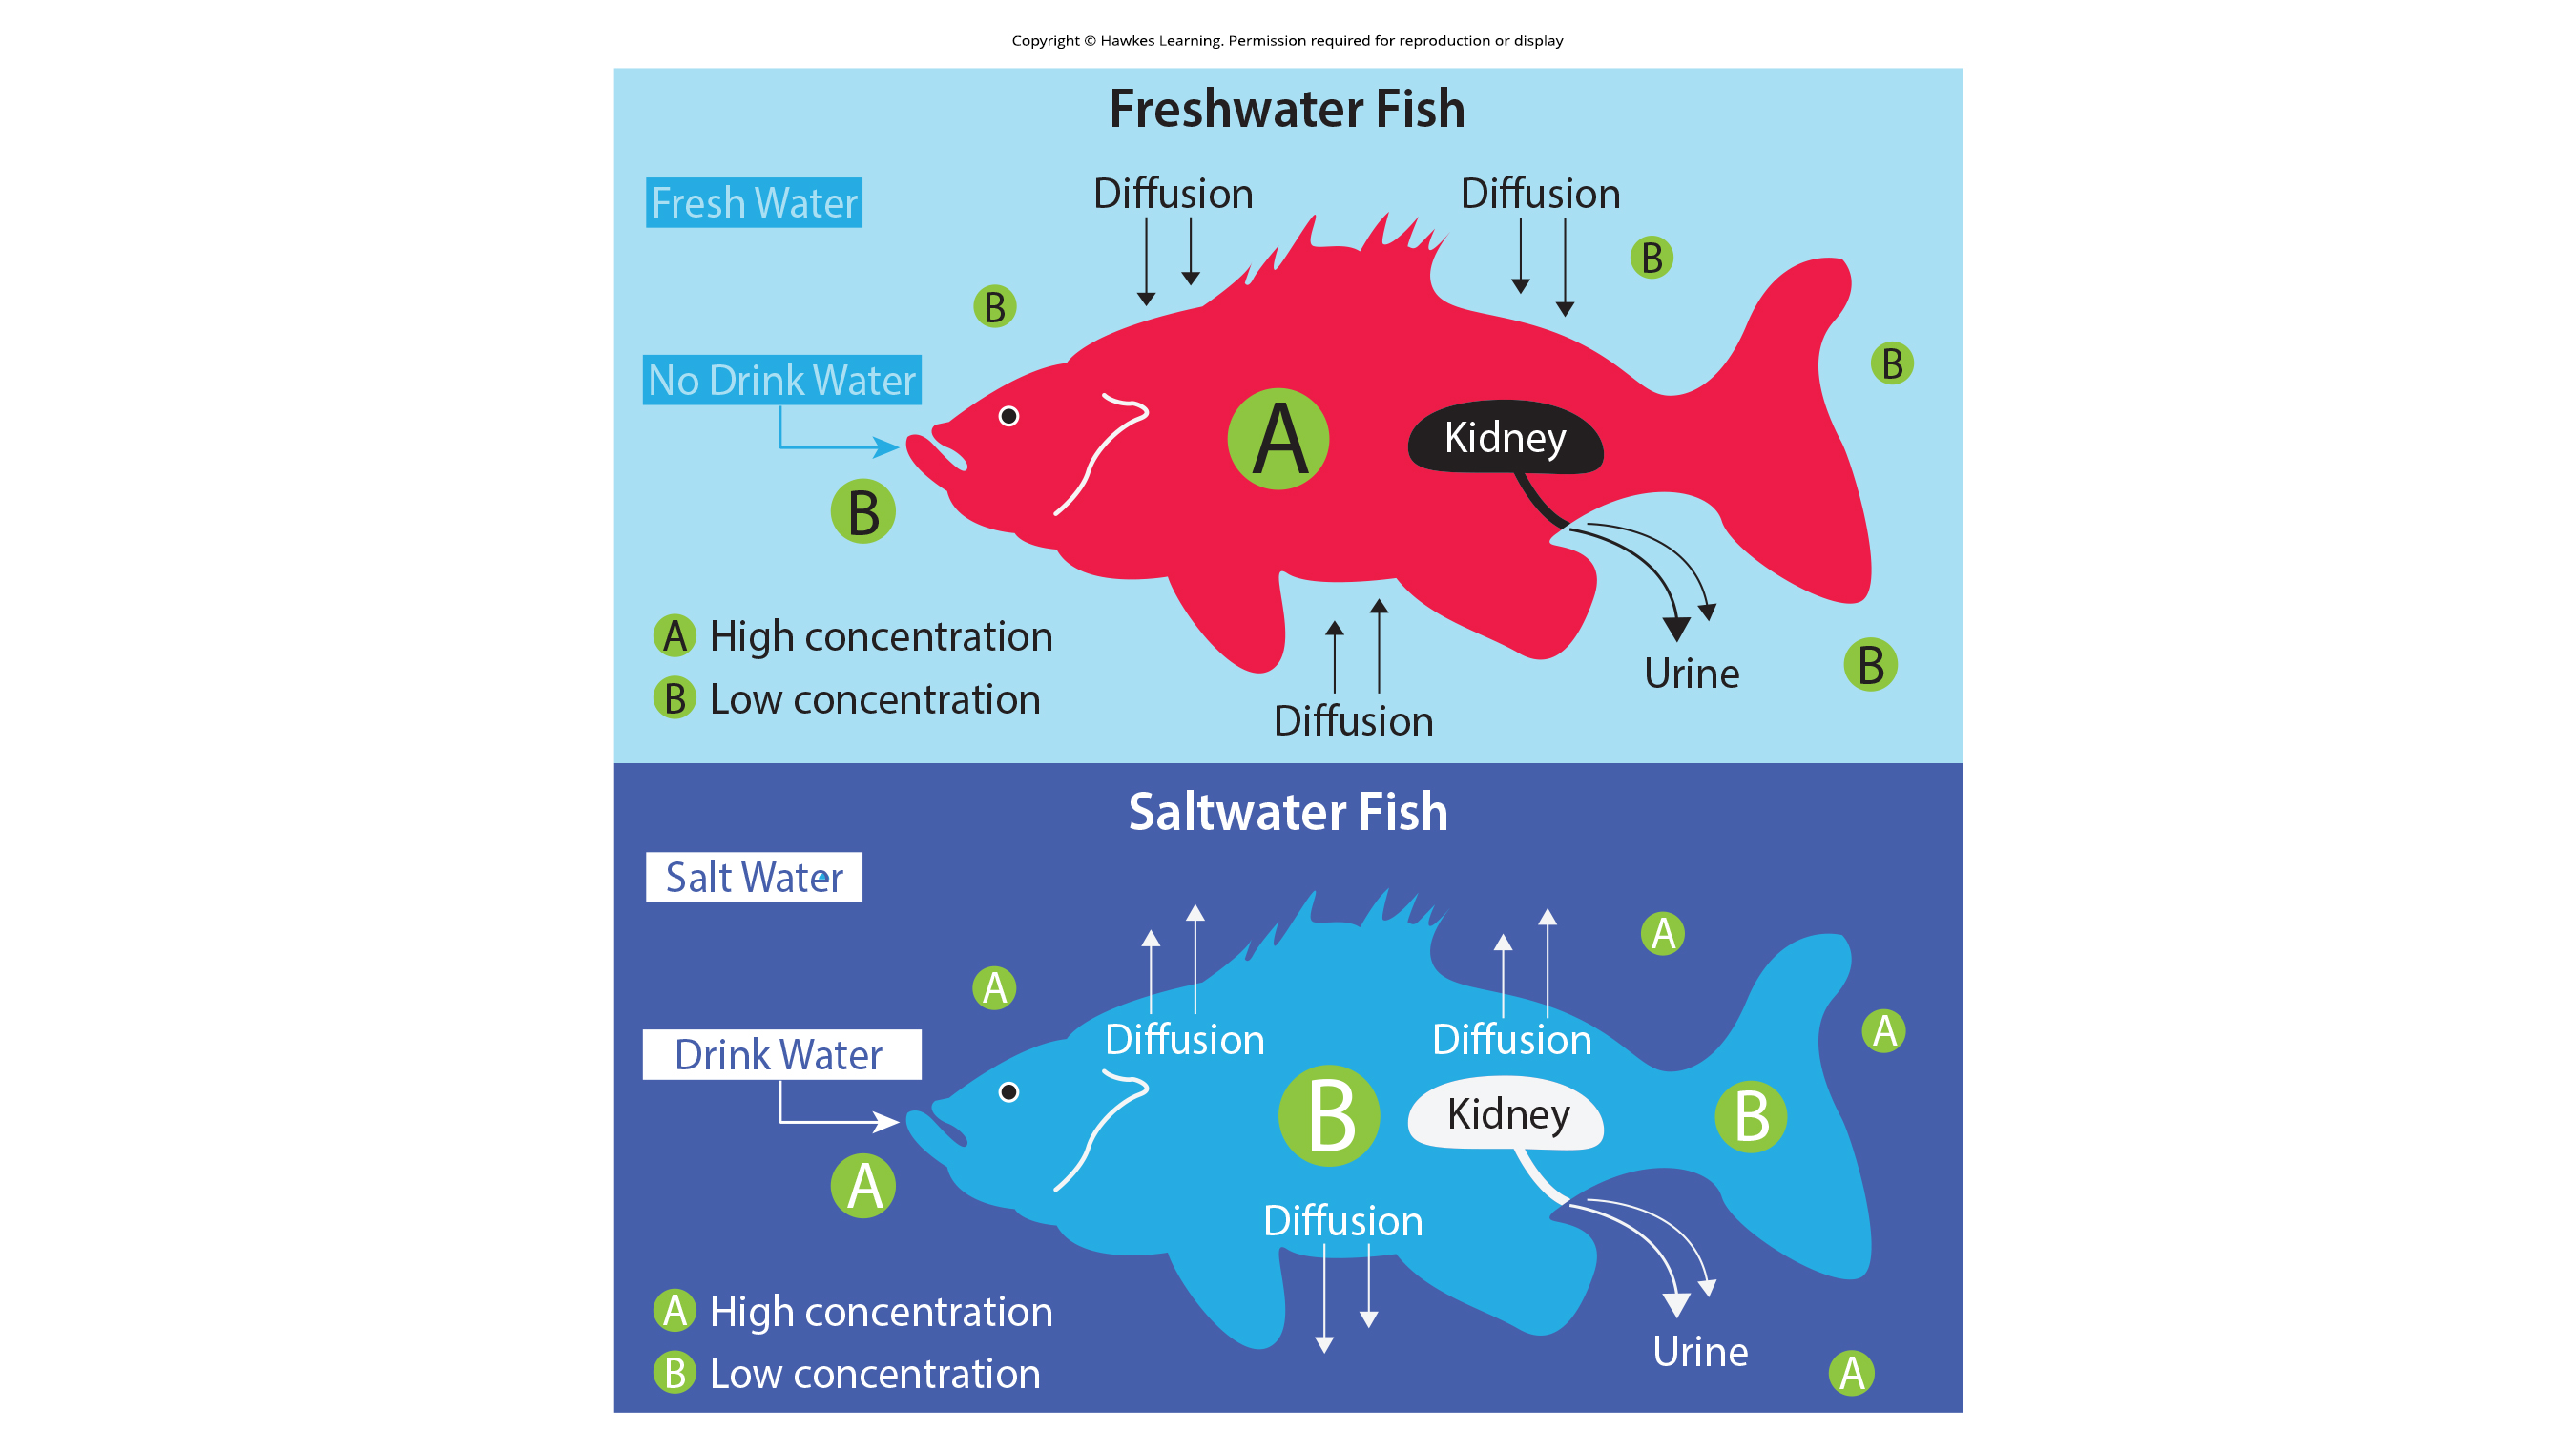 Copyright © Hawkes Learning. Permission required for reproduction or display
Freshwater Fish
Fresh Water
Diffusion
Diffusion
B
B
No Drink Water
B
A
Kidney
B
A High concentration
B Low concentration
Urine
B
Diffusion
Saltwater Fish
Salt Water
A
A
Diffusion
Diffusion
A
Drink Water
B
Kidney
B
A
Diffusion
A High concentration
B Low concentration
Urine
A